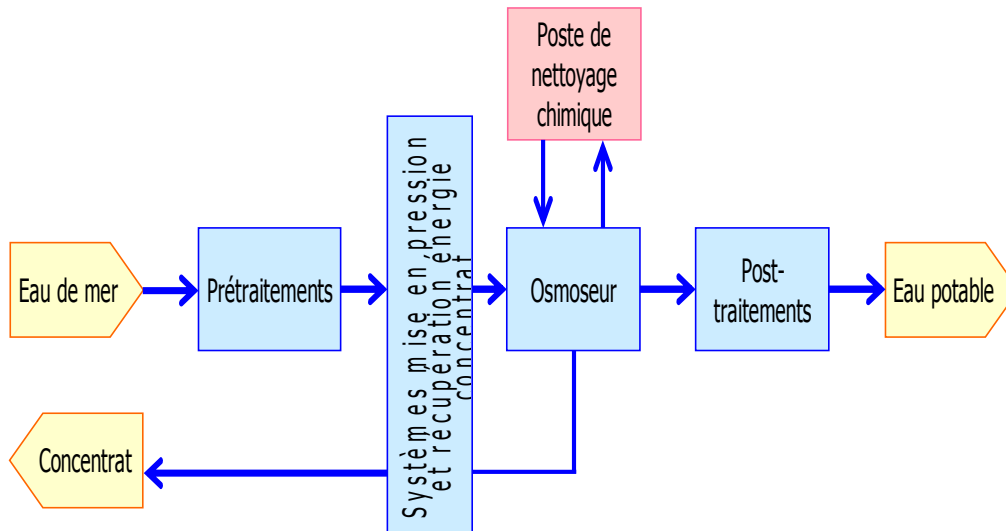 Poste de
nettoyage
chimique
Systèmes mise en pression
et récupération énergie
concentrat
Eau de mer
Prétraitements
Osmoseur
Post-
traitements
Eau potable
Concentrat